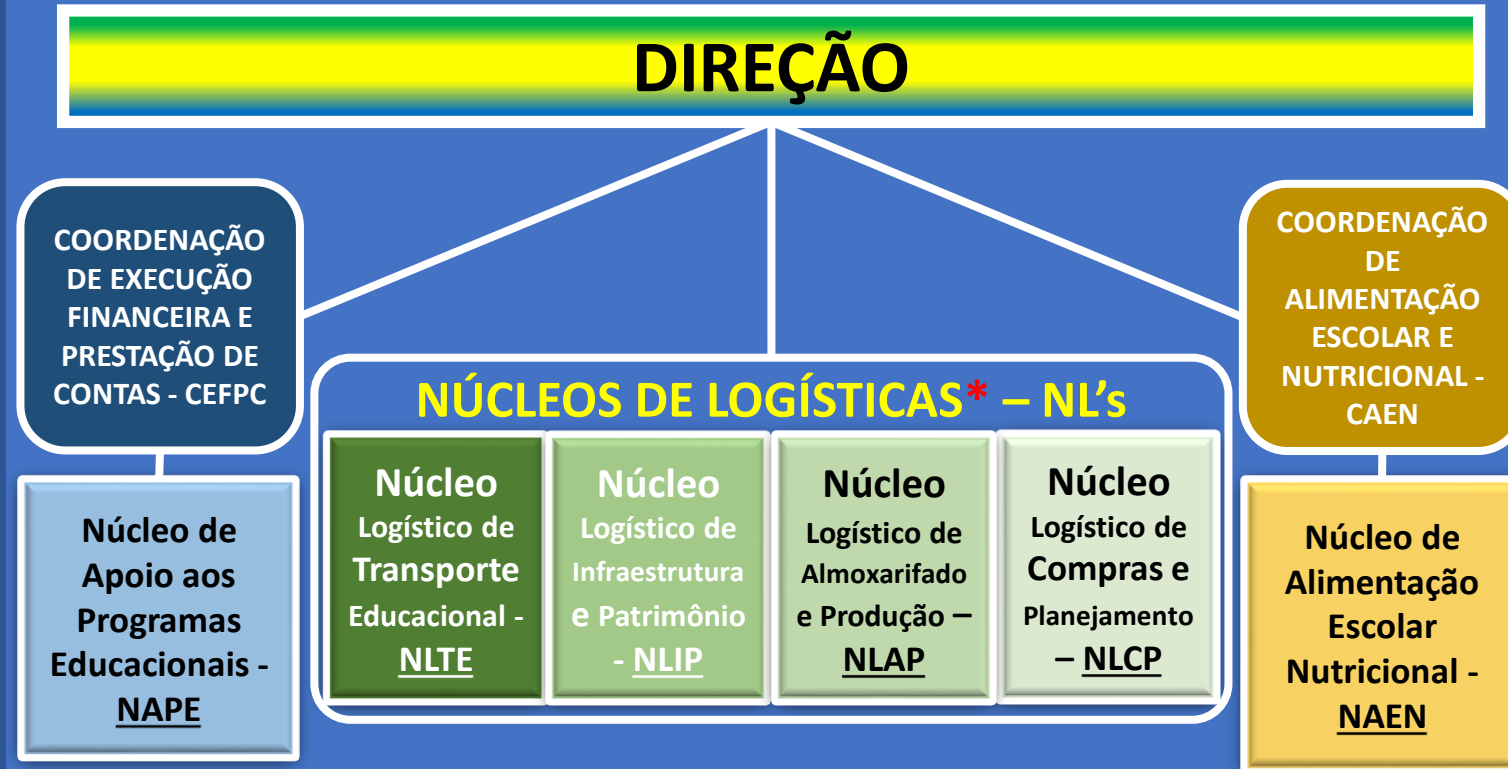 DIREÇÃO
COORDENAÇÃO
DE EXECUÇÃO
FINANCEIRA E
PRESTAÇÃO DE
CONTAS - CEFPC
Núcleo de
Apoio aos
Programas
Educacionais -
NAPE
NÚCLEOS DE LOGÍSTICAS* – NL’s
Núcleo
Logístico de
Transporte
Educacional -
NLTE
Núcleo
Logístico de
Infraestrutura
e Patrimônio
- NLIP
Núcleo
Logístico de
Almoxarifado
e Produção –
NLAP
Núcleo
Logístico de
Compras e
Planejamento
– NLCP
COORDENAÇÃO
DE
ALIMENTAÇÃO
ESCOLAR E
NUTRICIONAL -
CAEN
Núcleo de
Alimentação
Escolar
Nutricional -
NAEN